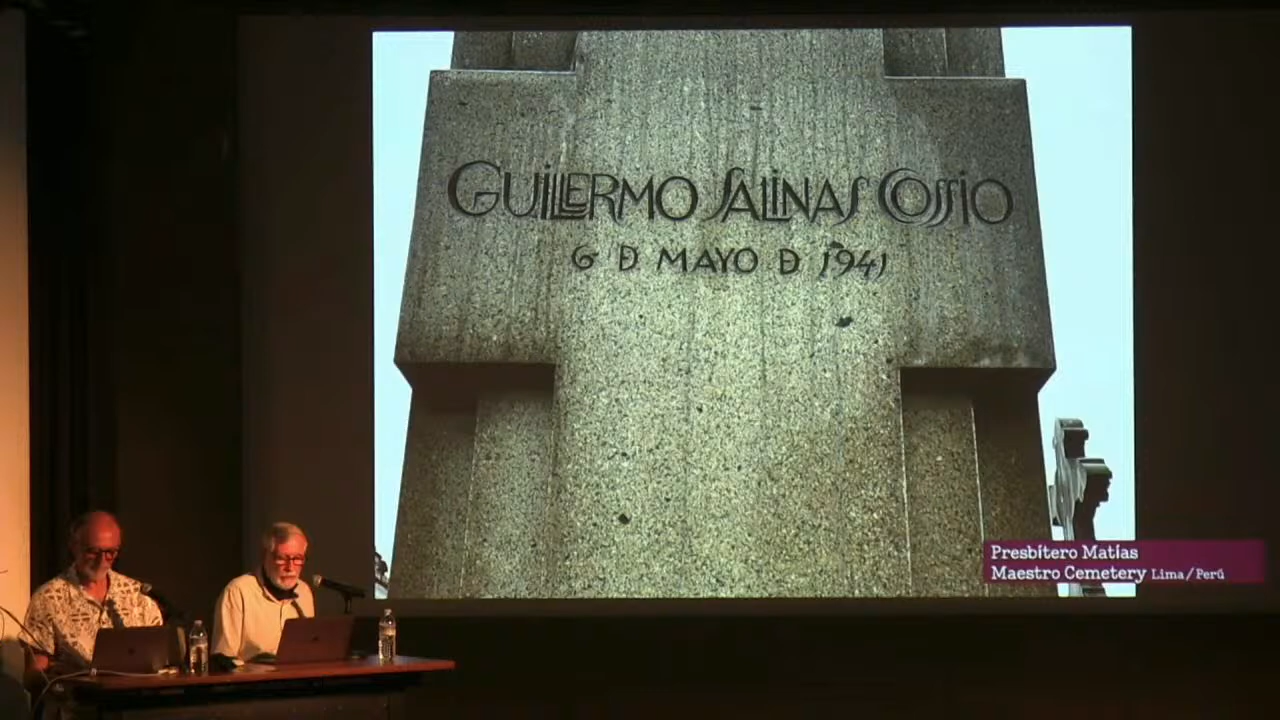 GUILLERMO SALINAS COSSIO
6 D MAYO D 1941
Presbítero Matías
Maestro Cemetery Lima/Perú